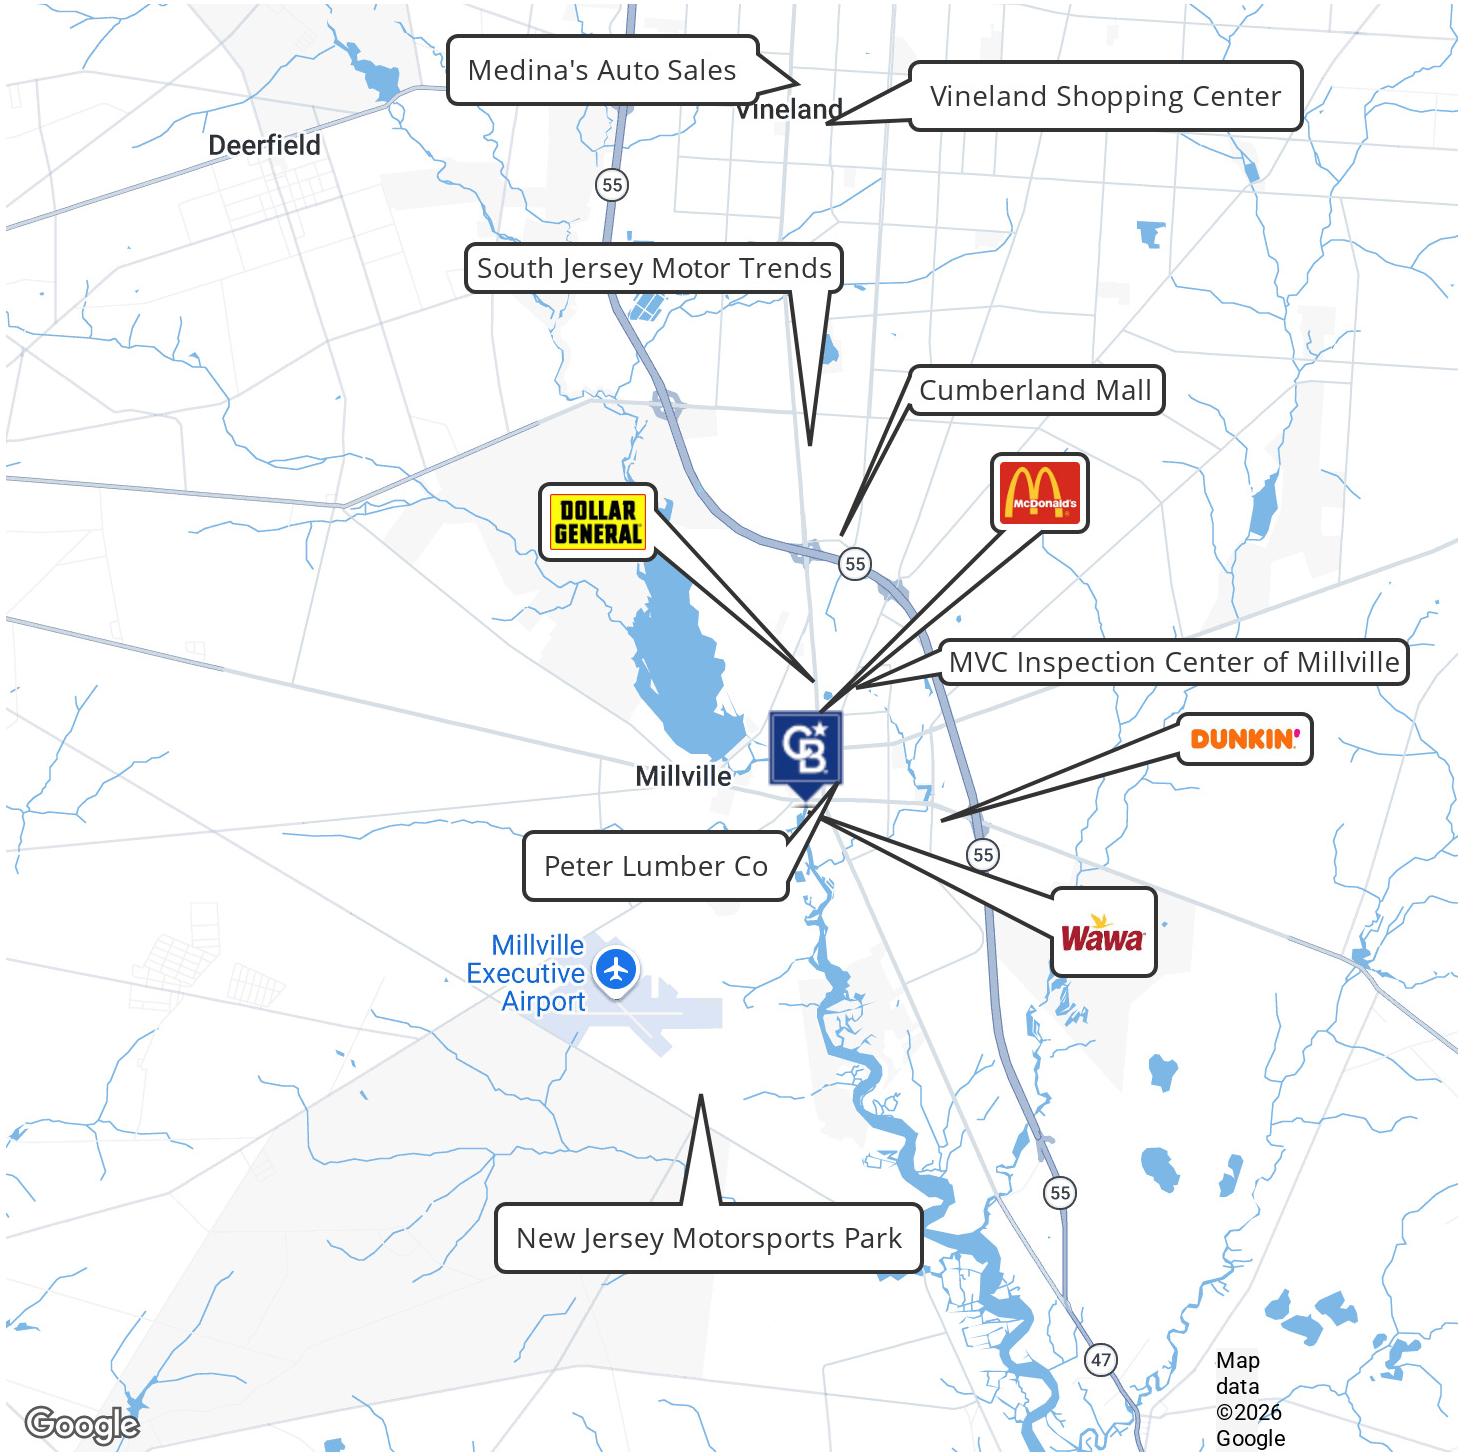 Medina's Auto Sales
Vineland Shopping Center
Vineland
Deerfield
55
South Jersey Motor Trends
Cumberland Mall
McDonald's
DOLLAR
GENERAL
55
MVC Inspection Center of Millville
CB
DUNKIN'
Millville
55
Peter Lumber Co
Wawa
Millville
Executive
Airport
55
New Jersey Motorsports Park
47
Map
data
©2026
Google
Google